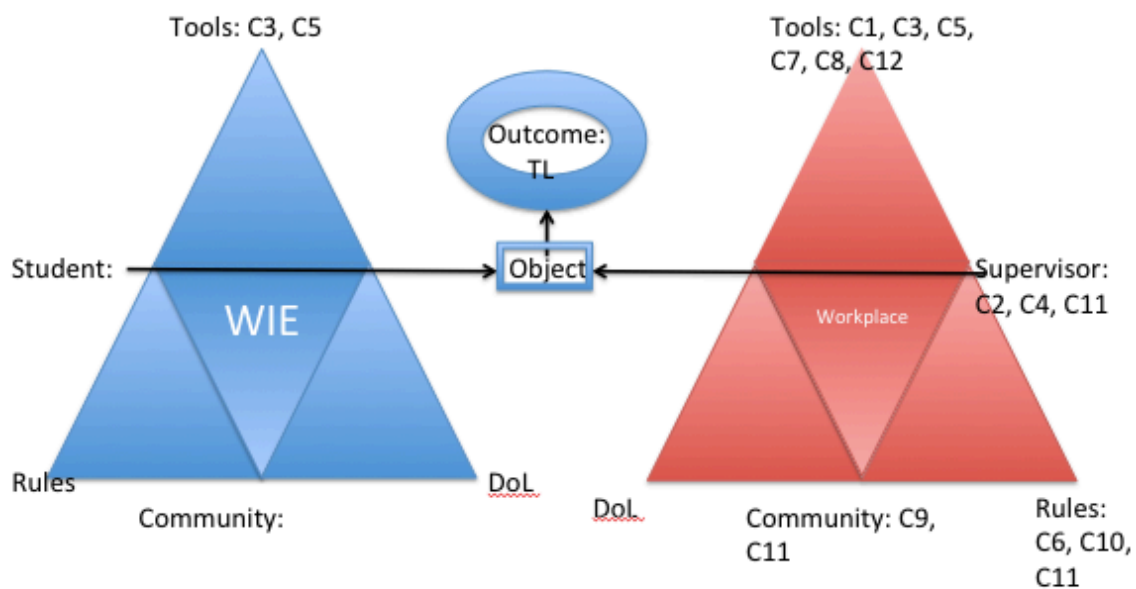 Tools: C3, C5
Tools: C1, C3, C5,
C7, C8, C12
Outcome:
TL
Student:
Object
Supervisor:
C2, C4, C11
WIE
Workplace
Rules
DoL
Community:
DoL
Community: C9,
C11
Rules:
C6, C10,
C11